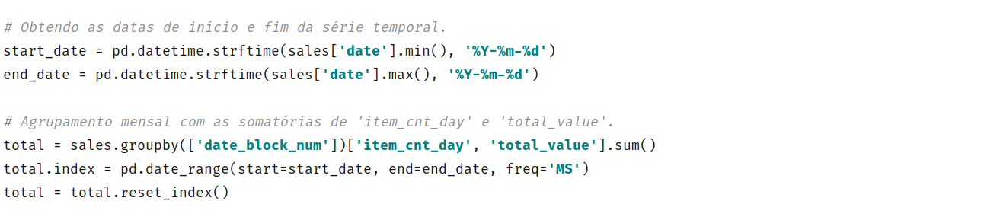 # Obtendo as datas de início e fim da série temporal.
start_date = pd.datetime.strftime(sales['date'].min(), '%Y-%m-%d')
end_date = pd.datetime.strftime(sales['date'].max(), '%Y-%m-%d')
# Agrupamento mensal com as somatórias de 'item_cnt_day' e 'total_value'.
total = sales.groupby(['date_block_num'])['item_cnt_day', 'total_value'].sum()
total.index = pd.date_range(start=start_date, end=end_date, freq='MS')
total = total.reset_index()